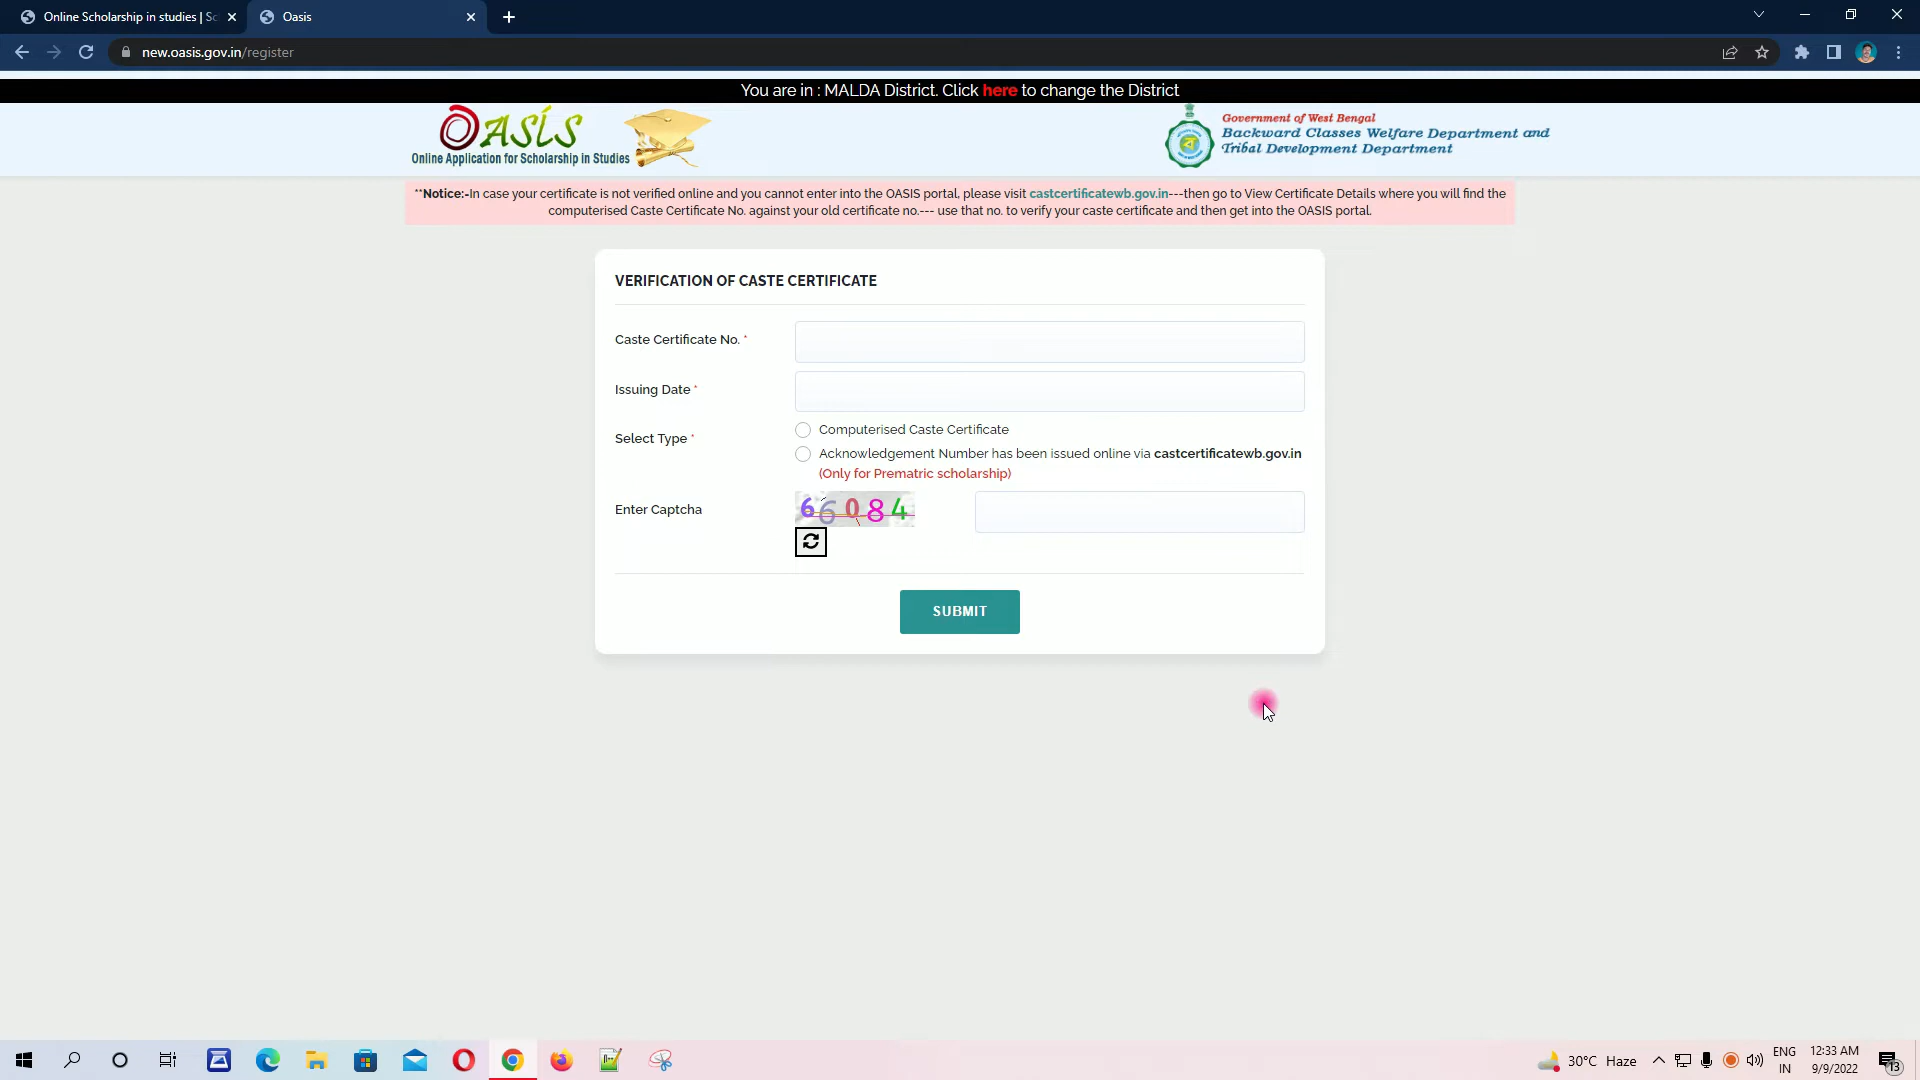 Online Scholarship in studies | Sc
Oasis
new.oasis.gov.in/register
You are in : MALDA District. Click here to change the District
OASIS
Online Application for Scholarship in Studies
Government of West Bengal
Backward Classes Welfare Department and
Tribal Development Department
**Notice:-In case your certificate is not verified online and you cannot enter into the OASIS portal, please visit castcertificatewb.gov.in---then go to View Certificate Details where you will find the
computerised Caste Certificate No. against your old certificate no.--- use that no. to verify your caste certificate and then get into the OASIS portal.
VERIFICATION OF CASTE CERTIFICATE
Caste Certificate No. *
Issuing Date *
Select Type *
Computerised Caste Certificate
Acknowledgement Number has been issued online via castcertificatewb.gov.in
(Only for Prematric scholarship)
Enter Captcha
66084
SUBMIT
30°C Haze
ENG
IN
12:33 AM
9/9/2022
13